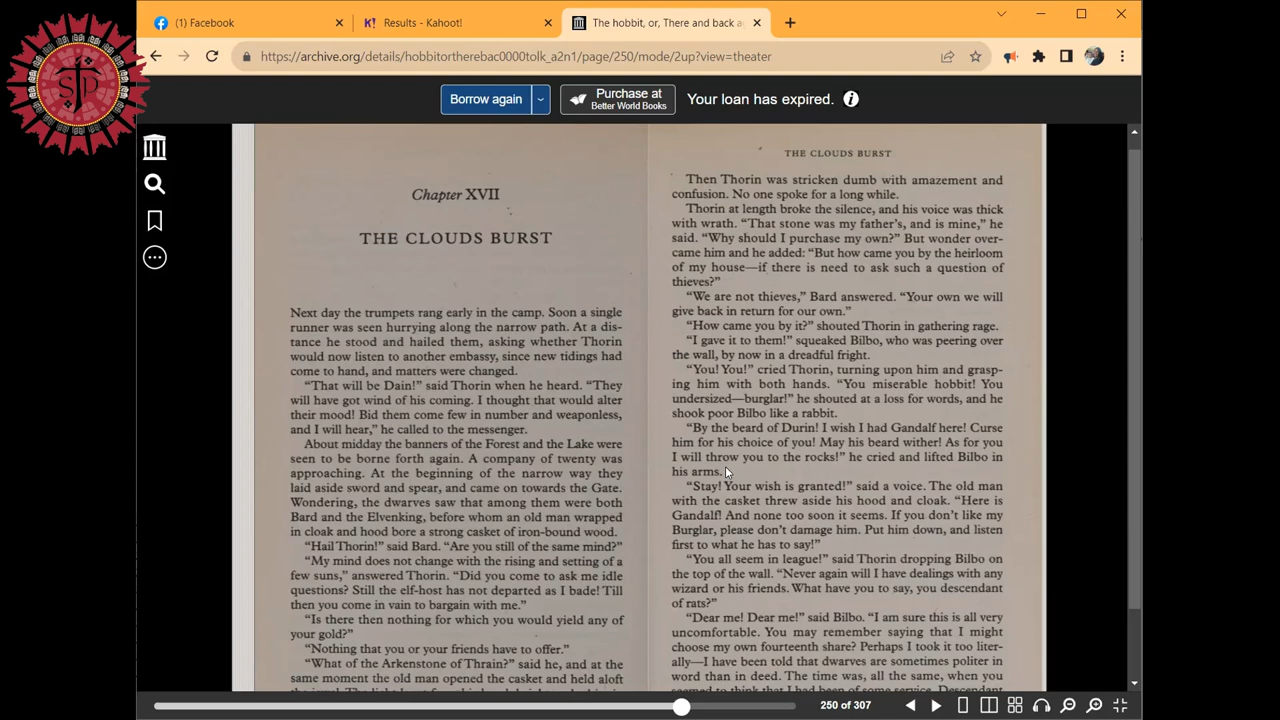 (1) Facebook
Results - Kahoot!
The hobbit, or, There and back ag
https://archive.org/details/hobbitortherebac0000tolk_a2n1/page/250/mode/2up?view=theater
Borrow again
Purchase at
Better World Books
Your loan has expired.
Chapter XVII
THE CLOUDS BURST
Next day the trumpets rang early in the camp. Soon a single
runner was seen hurrying along the narrow path. At a dis-
tance he stood and hailed them, asking whether Thorin
would now listen to another embassy, since new tidings had
come to hand, and matters were changed.
“That will be Dain!” said Thorin when he heard. “They
will have got wind of his coming. I thought that would alter
their mood! Bid them come few in number and weaponless,
and I will hear,” he called to the messenger.
About midday the banners of the Forest and the Lake were
seen to be borne forth again. A company of twenty was
approaching. At the beginning of the narrow way they
laid aside sword and spear, and came on towards the Gate.
Wondering, the dwarves saw that among them were both
Bard and the Elvenking, before whom an old man wrapped
in cloak and hood bore a strong casket of iron-bound wood.
“Hail Thorin!” said Bard. “Are you still of the same mind?”
“My mind does not change with the rising and setting of a
few suns,” answered Thorin. “Did you come to ask me idle
questions? Still the elf-host has not departed as I bade! Till
then you come in vain to bargain with me.”
“Is there then nothing for which you would yield any of
your gold?”
“Nothing that you or your friends have to offer.”
“What of the Arkenstone of Thrain?” said he, and at the
same moment the old man opened the casket and held aloft
THE CLOUDS BURST
Then Thorin was stricken dumb with amazement and
confusion. No one spoke for a long while.
Thorin at length broke the silence, and his voice was thick
with wrath. “That stone was my father’s, and is mine,” he
said. “Why should I purchase my own?” But wonder over-
came him and he added: “But how came you by the heirloom
of my house—if there is need to ask such a question of
thieves?”
“We are not thieves,” Bard answered. “Your own we will
give back in return for our own.”
“How came you by it?” shouted Thorin in gathering rage.
“I gave it to them!” squeaked Bilbo, who was peering over
the wall, by now in a dreadful fright.
“You! You!” cried Thorin, turning upon him and grasp-
ing him with both hands. “You miserable hobbit! You
undersized—burglar!” he shouted at a loss for words, and he
shook poor Bilbo like a rabbit.
“By the beard of Durin! I wish I had Gandalf here! Curse
him for his choice of you! May his beard wither! As for you
I will throw you to the rocks!” he cried and lifted Bilbo in
his arms.
“Stay! Your wish is granted!” said a voice. The old man
with the casket threw aside his hood and cloak. “Here is
Gandalf! And none too soon it seems. If you don’t like my
Burglar, please don’t damage him. Put him down, and listen
first to what he has to say!”
“You all seem in league!” said Thorin dropping Bilbo on
the top of the wall. “Never again will I have dealings with any
wizard or his friends. What have you to say, you descendant
of rats?”
“Dear me! Dear me!” said Bilbo. “I am sure this is all very
uncomfortable. You may remember saying that I might
choose my own fourteenth share? Perhaps I took it too liter-
ally—I have been told that dwarves are sometimes politer in
word than in deed. The time was, all the same, when you
seemed to think that I had been of some service. Descendant
250 of 307